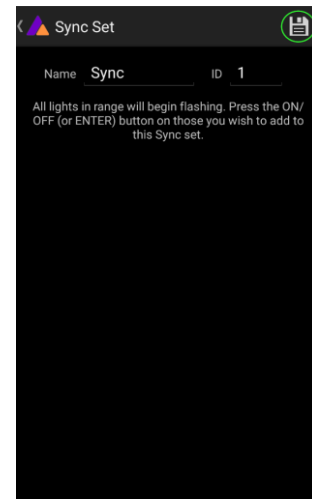 Sync Set
Name Sync ID 1
All lights in range will begin flashing. Press the ON/
OFF (or ENTER) button on those you wish to add to
this Sync set.